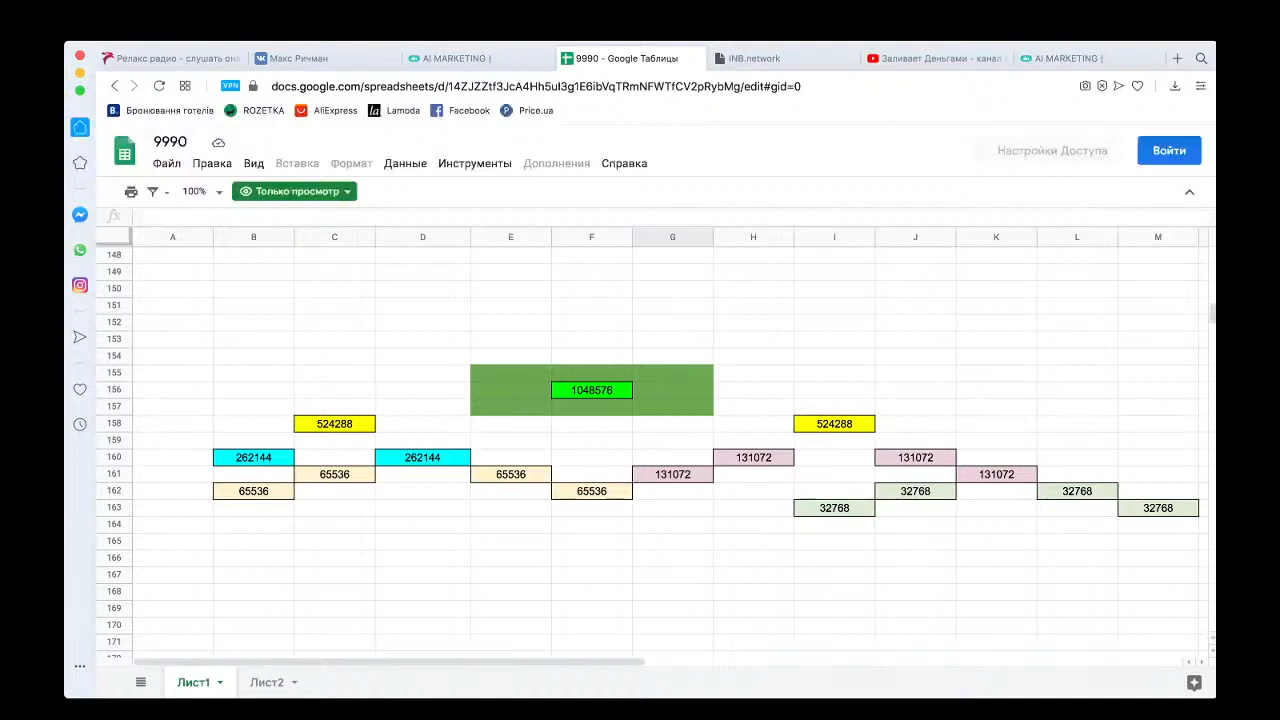 Релакс радио - слушать онл
Макс Ричман
AI MARKETING |
9990 - Google Таблицы
INB.network
Заливает Деньгами - канал
AI MARKETING |
VPN
docs.google.com/spreadsheets/d/14ZJZZtf3JcA4Hh5uI3g1E6ibVqTRmNFWTfCV2pRybMg/edit#gid=0
B. Бронювання готелів
ROZETKA
AliExpress
la Lamoda
Facebook
Price.ua
9990
Файл Правка Вид Вставка Формат Данные Инструменты Дополнения Справка
Настройки Доступа
Войти
100%
Только просмотр
fx
A B C D E F G H I J K L M
148
149
150
151
152
153
154
155
156 1048576
157
158 524288 524288
159
160 262144 262144 131072 131072
161 65536 65536 131072 131072
162 65536 65536 32768 32768
163 32768 32768
164
165
166
167
168
169
170
171
Лист1 Лист2